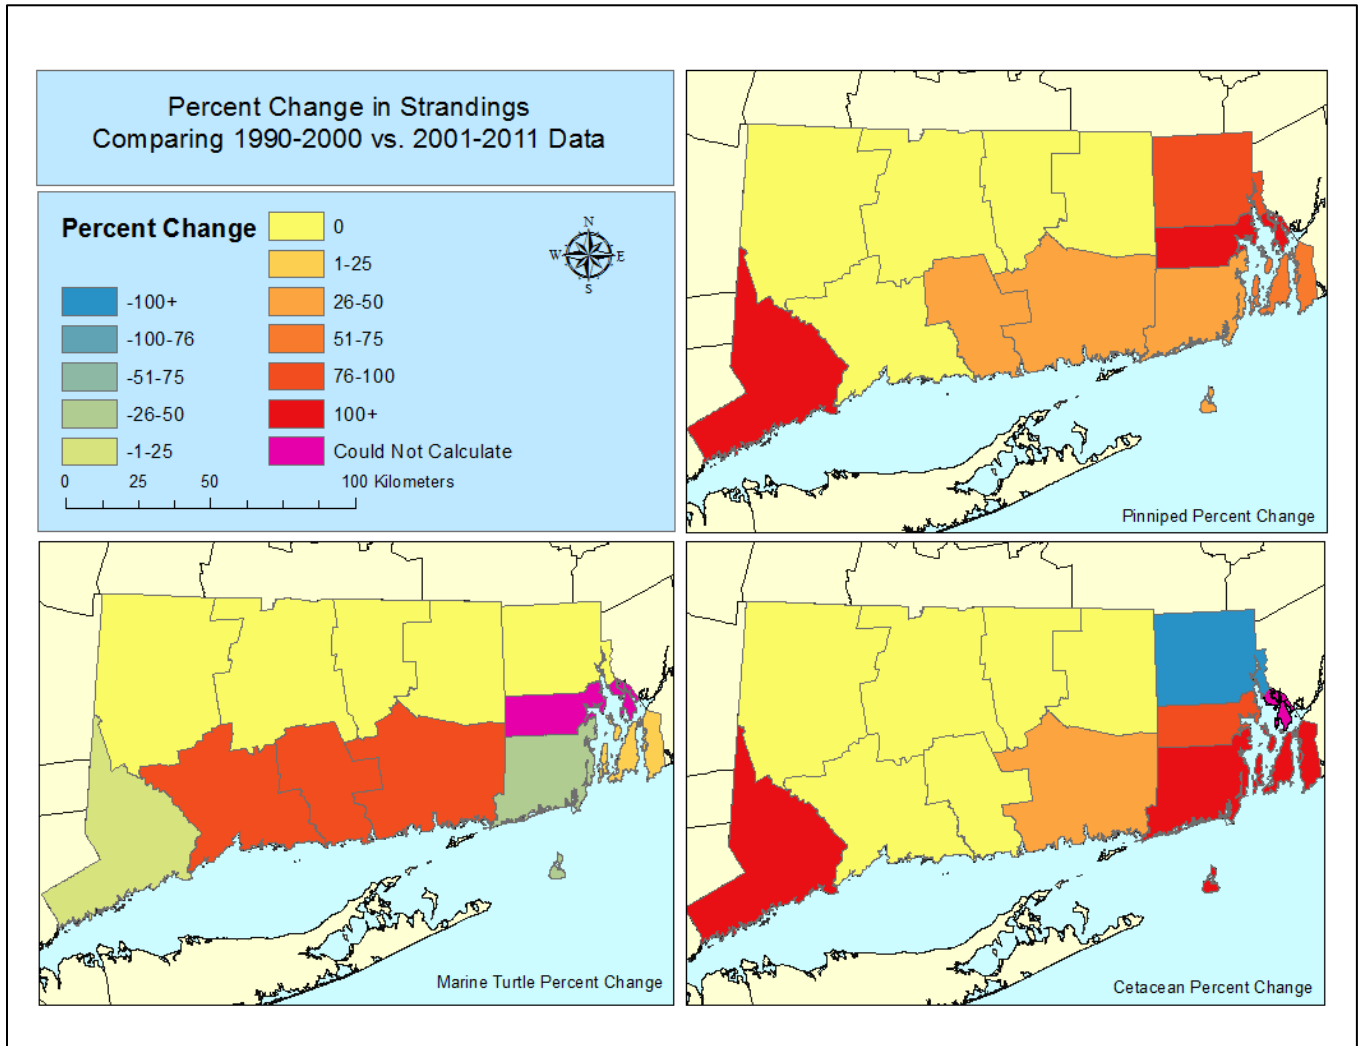 Percent Change in Strandings
Comparing 1990-2000 vs. 2001-2011 Data
Percent Change
-100+
-100-76
-51-75
-26-50
-1-25
0
1-25
26-50
51-75
76-100
100+
Could Not Calculate
N
W E
S
0 25 50 100 Kilometers
Pinniped Percent Change
Marine Turtle Percent Change
Cetacean Percent Change